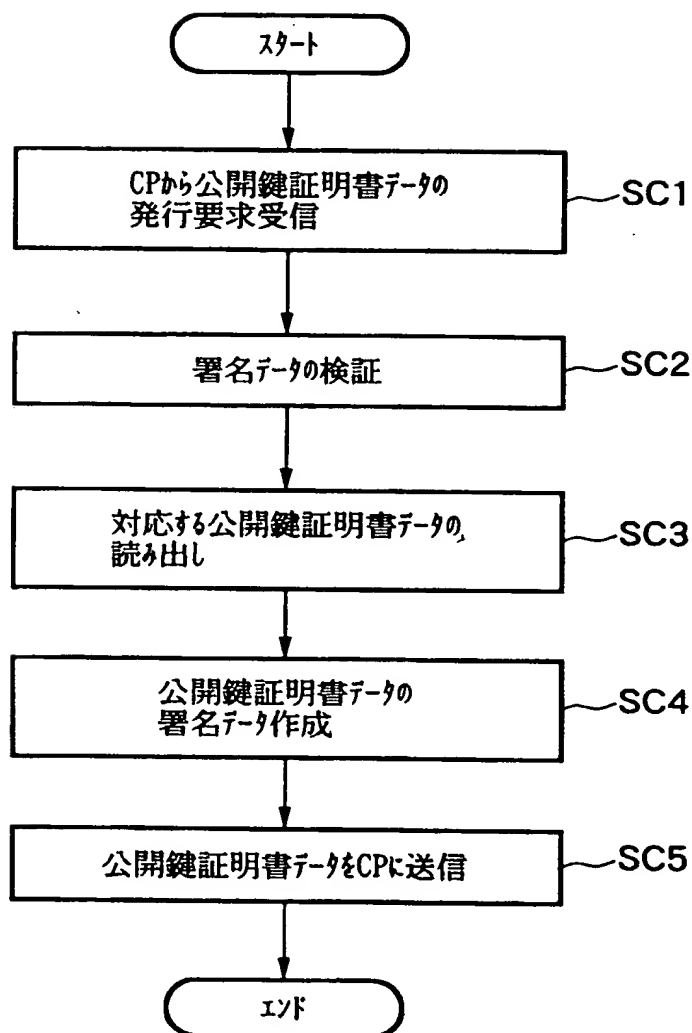 スタート
CPから公開鍵証明書データの
発行要求受信
SC1
署名データの検証
SC2
対応する公開鍵証明書データの
読み出し
SC3
公開鍵証明書データの
署名データ作成
SC4
公開鍵証明書データをCPに送信
SC5
エンド